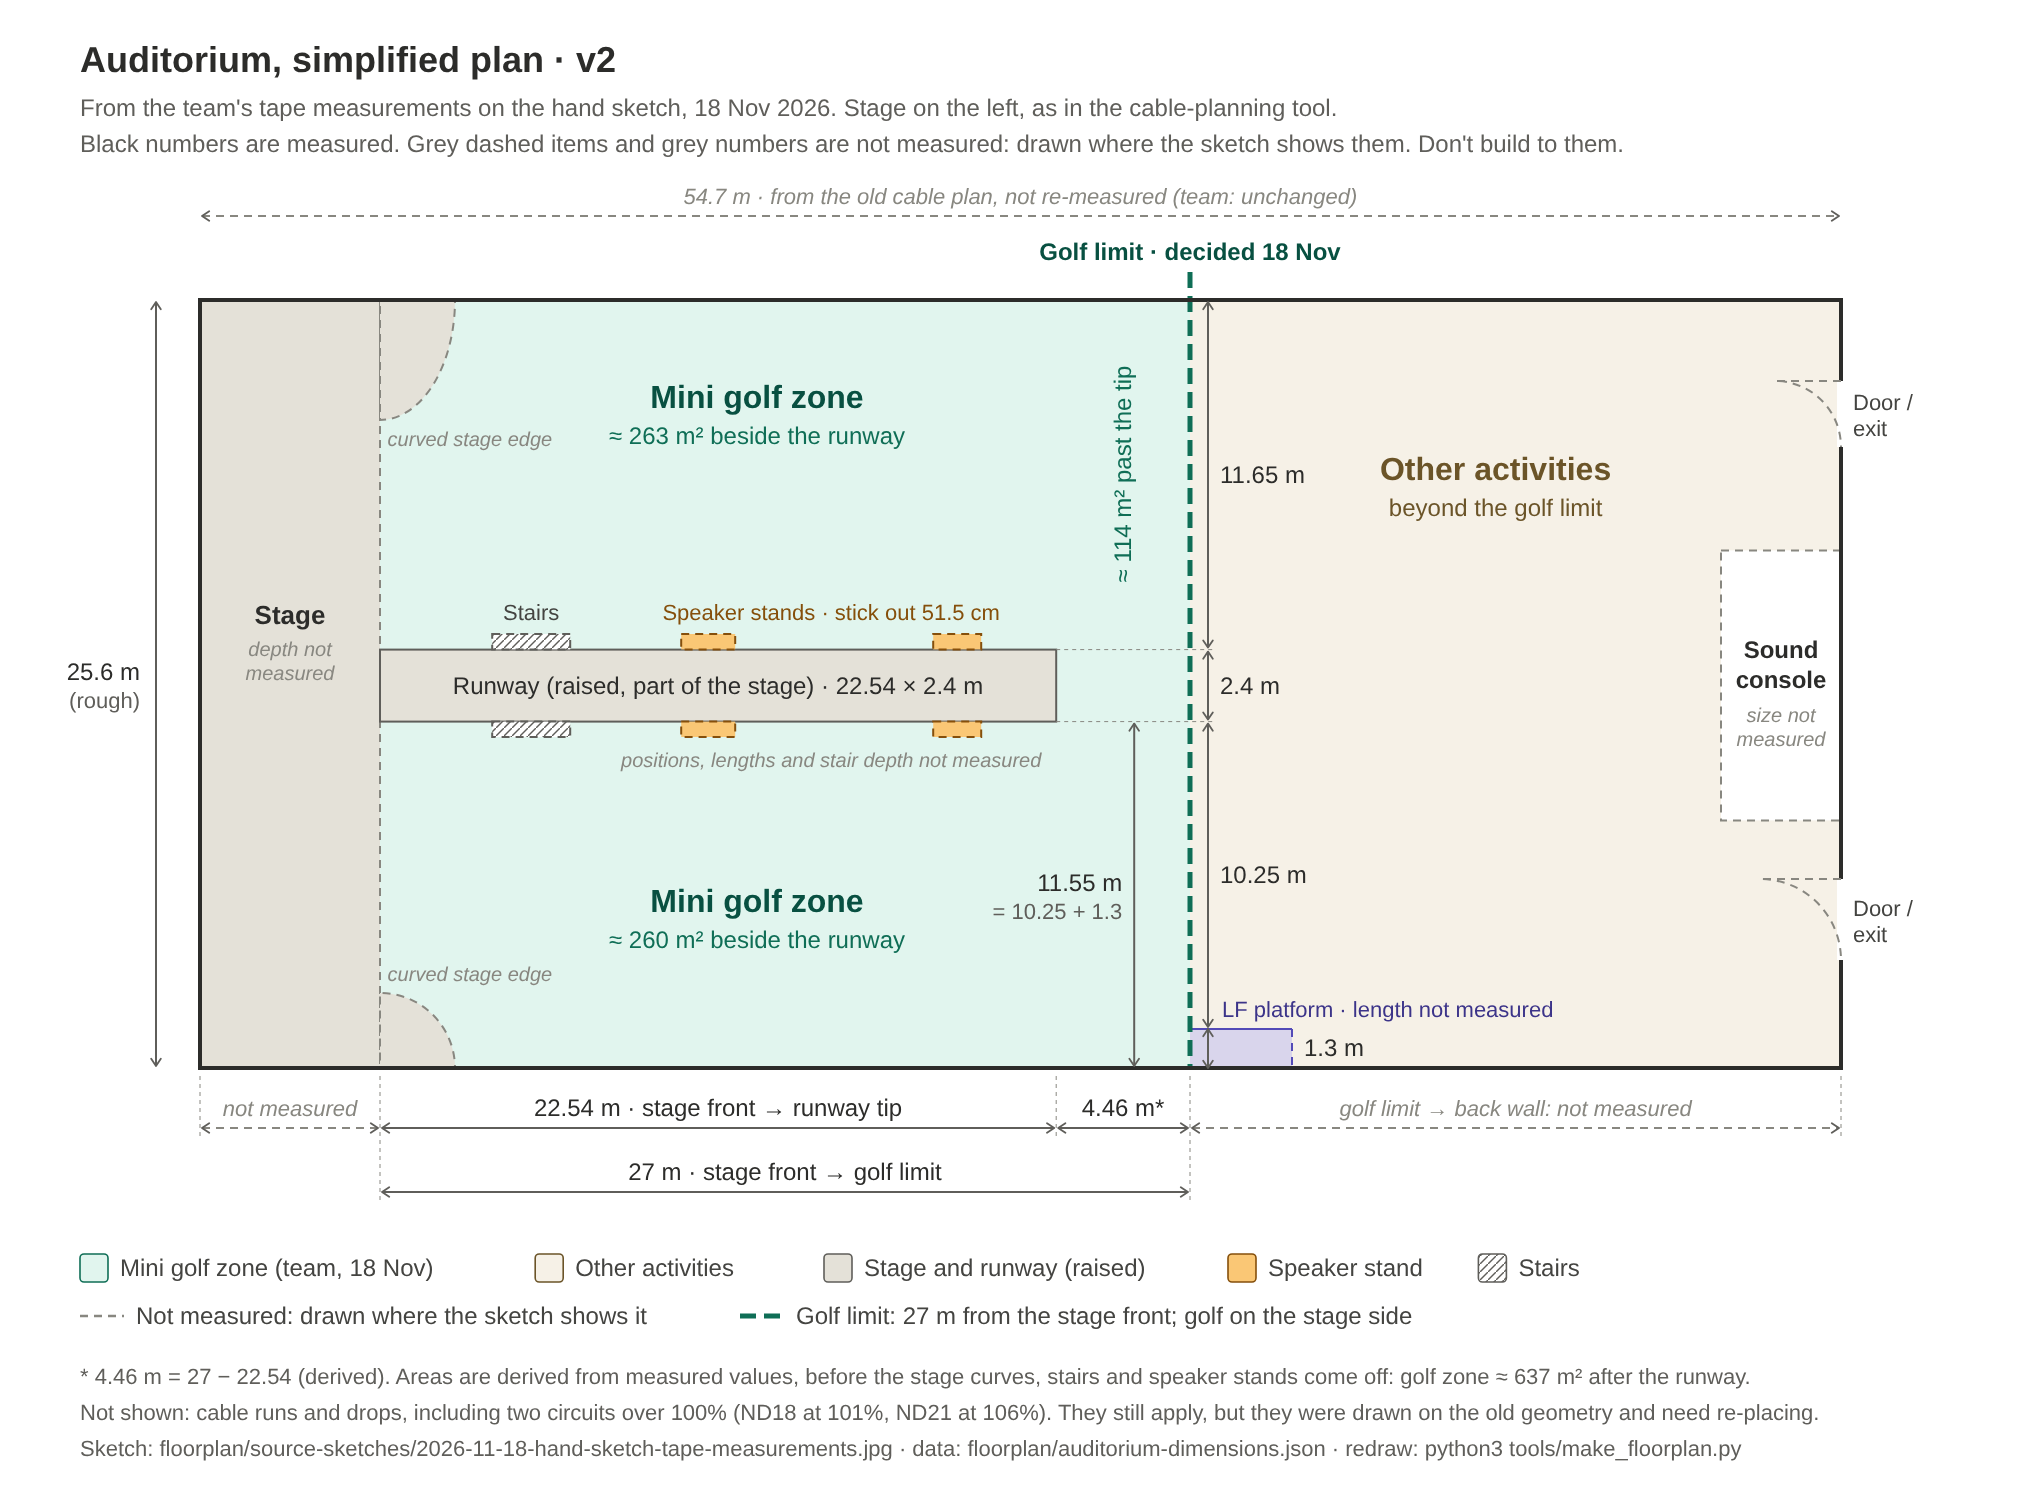 Auditorium, simplified plan · v2
From the team's tape measurements on the hand sketch, 18 Nov 2026. Stage on the left, as in the cable-planning tool.
Black numbers are measured. Grey dashed items and grey numbers are not measured: drawn where the sketch shows them. Don't build to them.
54.7 m · from the old cable plan, not re-measured (team: unchanged)
Golf limit · decided 18 Nov
Mini golf zone
≈ 263 m² beside the runway
curved stage edge
≈ 114 m² past the tip
11.65 m
Other activities
beyond the golf limit
Door /
exit
Stage
depth not
measured
25.6 m
(rough)
Stairs
Speaker stands · stick out 51.5 cm
Runway (raised, part of the stage) · 22.54 × 2.4 m
2.4 m
positions, lengths and stair depth not measured
Sound
console
size not
measured
Mini golf zone
≈ 260 m² beside the runway
curved stage edge
11.55 m
= 10.25 + 1.3
10.25 m
Door /
exit
LF platform · length not measured
1.3 m
not measured
22.54 m · stage front → runway tip
4.46 m*
golf limit → back wall: not measured
27 m · stage front → golf limit
Mini golf zone (team, 18 Nov)
Other activities
Stage and runway (raised)
Speaker stand
Stairs
Not measured: drawn where the sketch shows it
Golf limit: 27 m from the stage front; golf on the stage side
* 4.46 m = 27 − 22.54 (derived). Areas are derived from measured values, before the stage curves, stairs and speaker stands come off: golf zone ≈ 637 m² after the runway.
Not shown: cable runs and drops, including two circuits over 100% (ND18 at 101%, ND21 at 106%). They still apply, but they were drawn on the old geometry and need re-placing.
Sketch: floorplan/source-sketches/2026-11-18-hand-sketch-tape-measurements.jpg · data: floorplan/auditorium-dimensions.json · redraw: python3 tools/make_floorplan.py